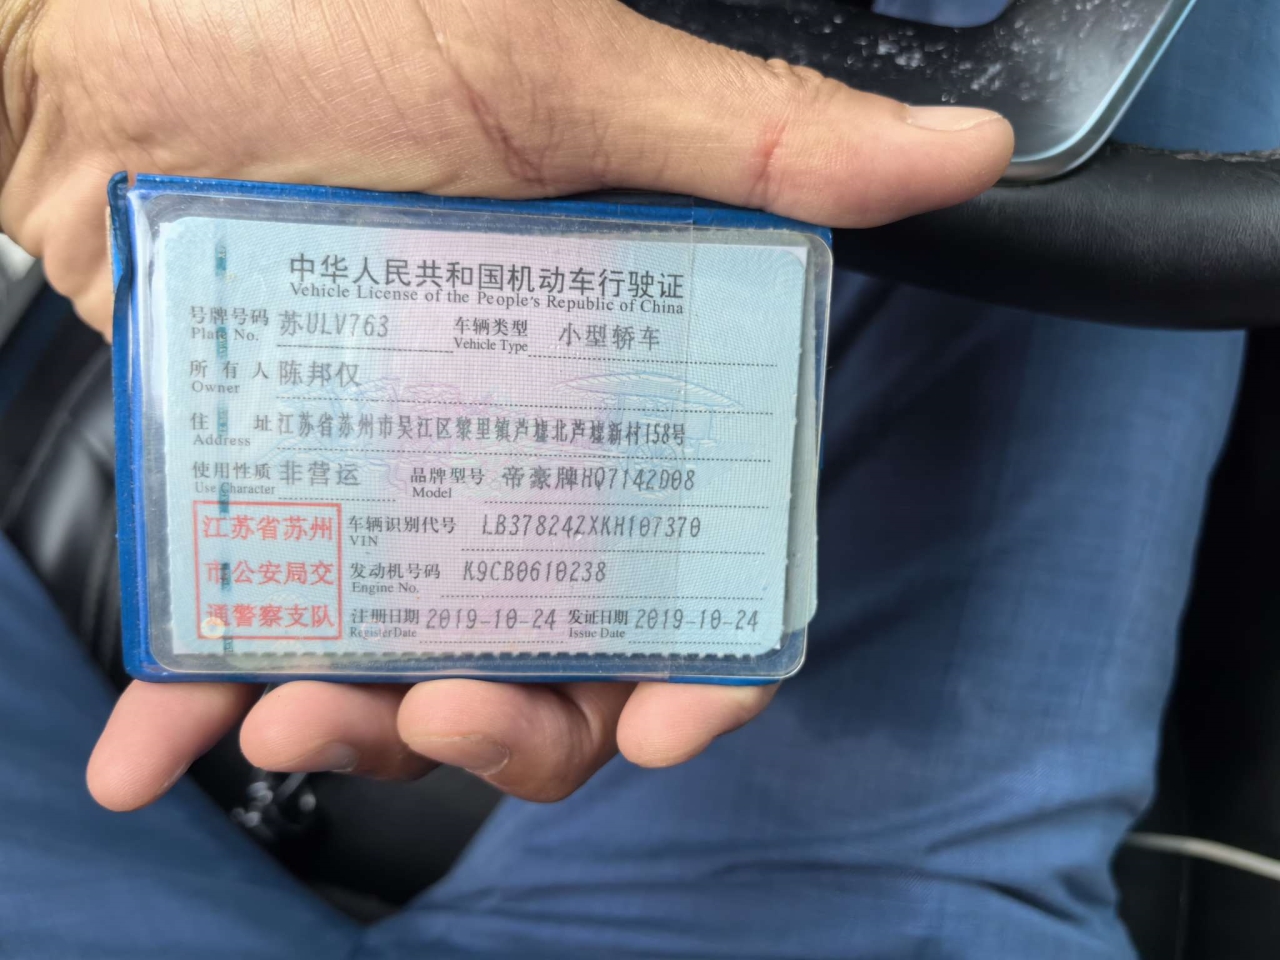 中华人民共和国机动车行驶证
Vehicle License of the People's Republic of China
号牌号码 苏ULV763 车辆类型 小型轿车
Plate No. Vehicle Type
所有人 陈邦仅
Owner
住址 江苏省苏州市吴江区黎里镇芦墟北芦墟新村158号
Address
使用性质 非营运 品牌型号 帝豪牌HQ7142D08
Use Character Model
江苏省苏州 车辆识别代号 LB37824ZXKH107370
VIN
市公安局交 发动机号码 K9CB0610238
Engine No.
通警察支队 注册日期 2019-10-24 发证日期 2019-10-24
Register Date Issue Date